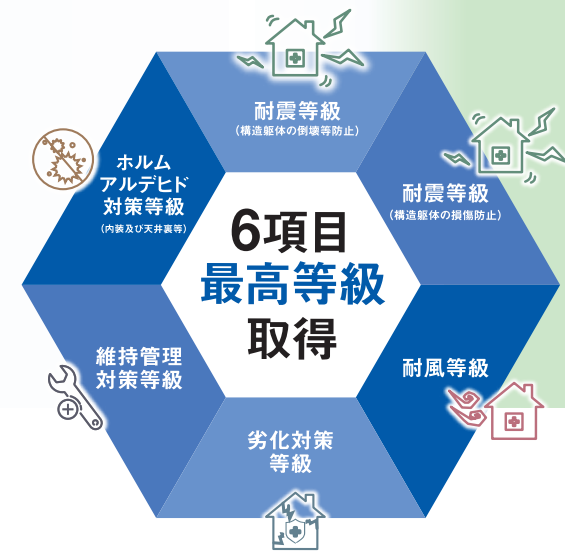 耐震等級
(構造躯体の倒壊等防止)
耐震等級
(構造躯体の損傷防止)
耐風等級
劣化対策
等級
維持管理
対策等級
ホルム
アルデヒド
対策等級
(内装及び天井裏等)
6項目
最高等級
取得